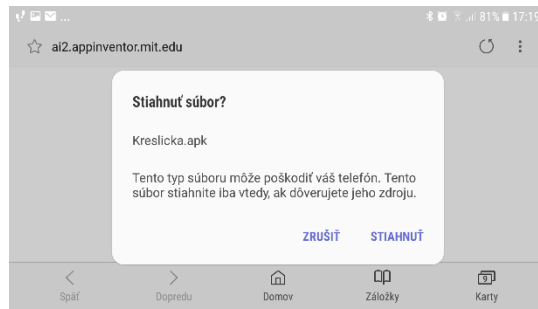 ... 81% 17:19
ai2.appinventor.mit.edu
Stiahnuť súbor?
Kreslicka.apk
Tento typ súboru môže poškodiť váš telefón. Tento
súbor stiahnite iba vtedy, ak dôverujete jeho zdroju.
ZRUŠIŤ STIAHNUŤ
9
Späť Dopredu Domov Záložky Karty